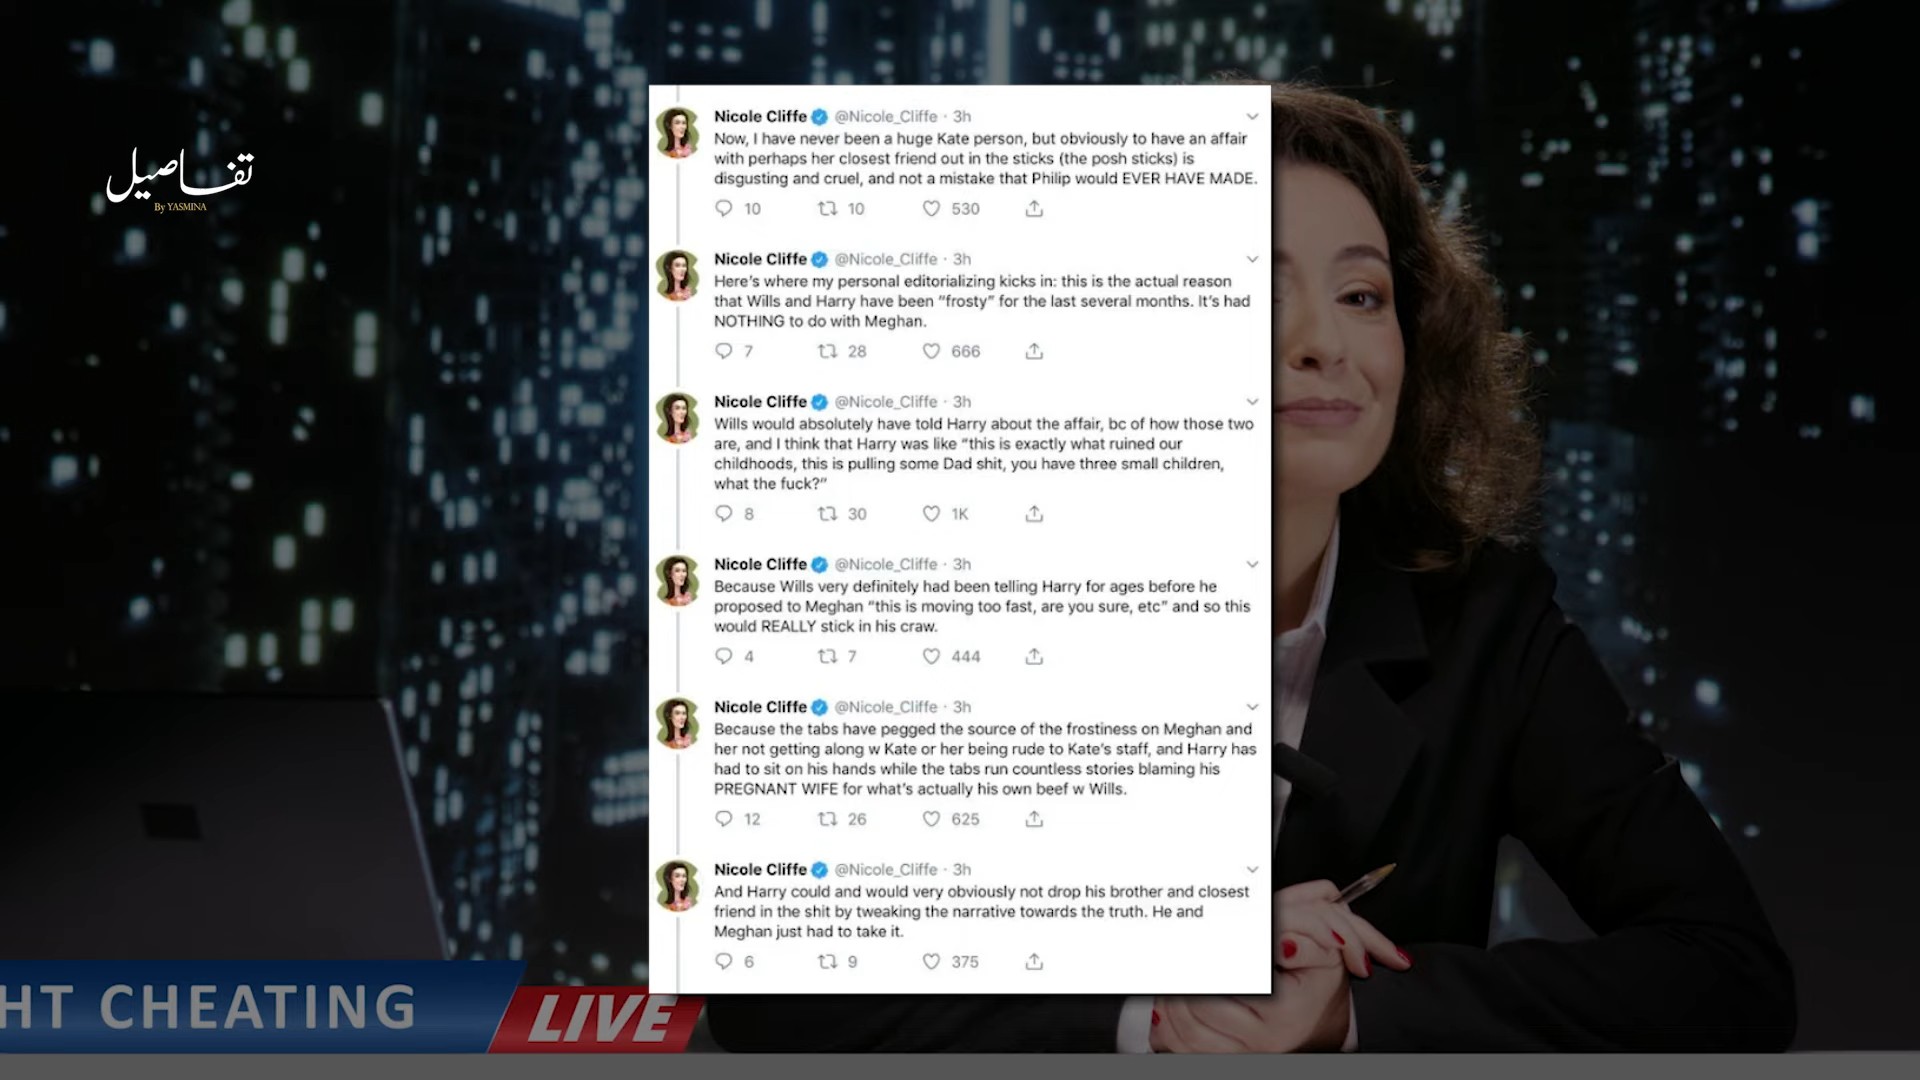 تفاصيل
By YASMINA
Nicole Cliffe @Nicole_Cliffe · 3h
Now, I have never been a huge Kate person, but obviously to have an affair
with perhaps her closest friend out in the sticks (the posh sticks) is
disgusting and cruel, and not a mistake that Philip would EVER HAVE MADE.
10 10 530
Nicole Cliffe @Nicole_Cliffe · 3h
Here's where my personal editorializing kicks in: this is the actual reason
that Wills and Harry have been "frosty" for the last several months. It's had
NOTHING to do with Meghan.
7 28 666
Nicole Cliffe @Nicole_Cliffe · 3h
Wills would absolutely have told Harry about the affair, bc of how those two
are, and I think that Harry was like "this is exactly what ruined our
childhoods, this is pulling some Dad shit, you have three small children,
what the fuck?"
8 30 1K
Nicole Cliffe @Nicole_Cliffe · 3h
Because Wills very definitely had been telling Harry for ages before he
proposed to Meghan "this is moving too fast, are you sure, etc" and so this
would REALLY stick in his craw.
4 7 444
Nicole Cliffe @Nicole_Cliffe · 3h
Because the tabs have pegged the source of the frostiness on Meghan and
her not getting along w Kate or her being rude to Kate's staff, and Harry has
had to sit on his hands while the tabs run countless stories blaming his
PREGNANT WIFE for what's actually his own beef w Wills.
12 26 625
Nicole Cliffe @Nicole_Cliffe · 3h
And Harry could and would very obviously not drop his brother and closest
friend in the shit by tweaking the narrative towards the truth. He and
Meghan just had to take it.
6 9 375
HT CHEATING
LIVE